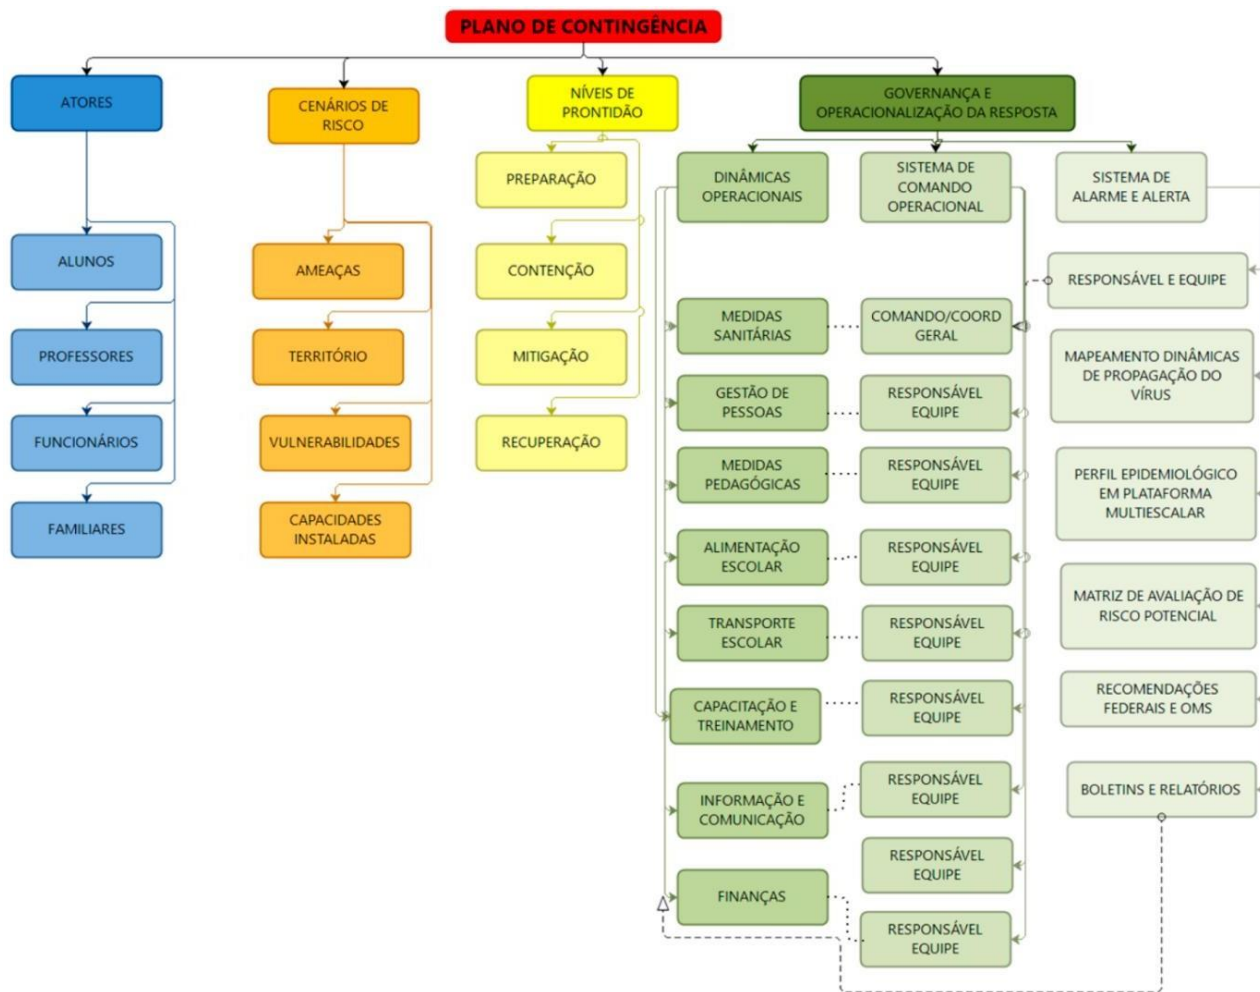 PLANO DE CONTINGÊNCIA
ATORES
CENÁRIOS DE
RISCO
NÍVEIS DE
PRONTIDÃO
GOVERNANÇA E
OPERACIONALIZAÇÃO DA RESPOSTA
ALUNOS
PROFESSORES
FUNCIONÁRIOS
FAMILIARES
AMEAÇAS
TERRITÓRIO
VULNERABILIDADES
CAPACIDADES
INSTALADAS
PREPARAÇÃO
CONTENÇÃO
MITIGAÇÃO
RECUPERAÇÃO
DINÂMICAS
OPERACIONAIS
MEDIDAS
SANITÁRIAS
GESTÃO DE
PESSOAS
MEDIDAS
PEDAGÓGICAS
ALIMENTAÇÃO
ESCOLAR
TRANSPORTE
ESCOLAR
CAPACITAÇÃO E
TREINAMENTO
INFORMAÇÃO E
COMUNICAÇÃO
FINANÇAS
SISTEMA DE
COMANDO
OPERACIONAL
COMANDO/COORD
GERAL
RESPONSÁVEL
EQUIPE
RESPONSÁVEL
EQUIPE
RESPONSÁVEL
EQUIPE
RESPONSÁVEL
EQUIPE
RESPONSÁVEL
EQUIPE
RESPONSÁVEL
EQUIPE
RESPONSÁVEL
EQUIPE
RESPONSÁVEL
EQUIPE
SISTEMA DE
ALARME E ALERTA
RESPONSÁVEL E EQUIPE
MAPEAMENTO DINÂMICAS
DE PROPAGAÇÃO DO
VÍRUS
PERFIL EPIDEMIOLÓGICO
EM PLATAFORMA
MULTIESCALAR
MATRIZ DE AVALIAÇÃO DE
RISCO POTENCIAL
RECOMENDAÇÕES
FEDERAIS E OMS
BOLETINS E RELATÓRIOS